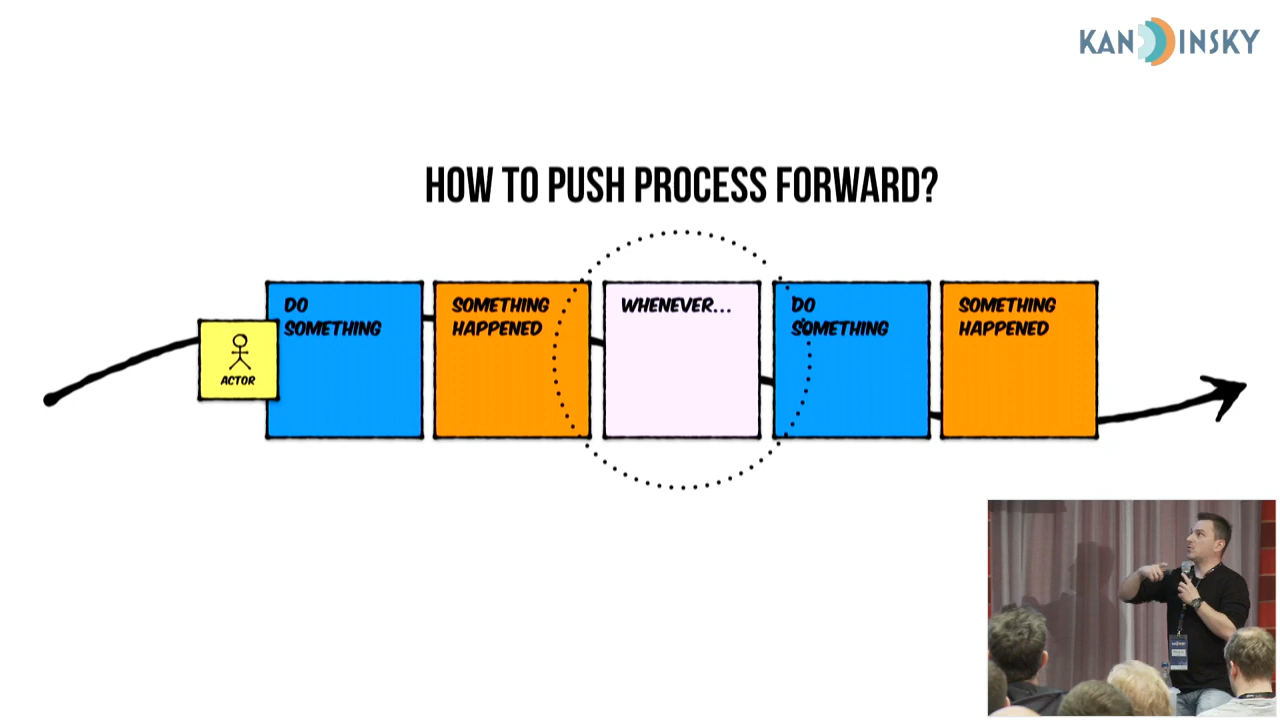 KANDINSKY
HOW TO PUSH PROCESS FORWARD?
DO
SOMETHING
ACTOR
SOMETHING
HAPPENED
WHENEVER...
DO
SOMETHING
SOMETHING
HAPPENED